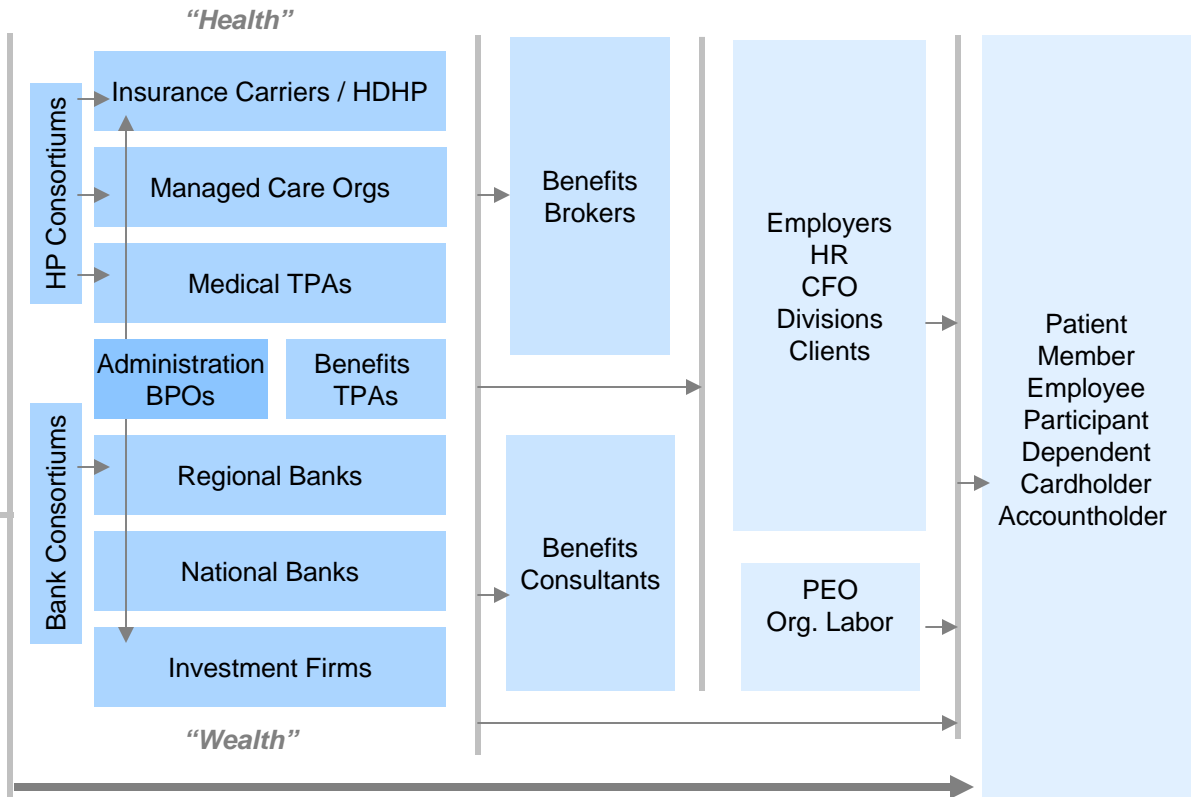 “Health”
HP Consortiums
Insurance Carriers / HDHP
Managed Care Orgs
Medical TPAs
Administration
BPOs
Benefits
TPAs
Bank Consortiums
Regional Banks
National Banks
Investment Firms
“Wealth”
Benefits
Brokers
Benefits
Consultants
Employers
HR
CFO
Divisions
Clients
PEO
Org. Labor
Patient
Member
Employee
Participant
Dependent
Cardholder
Accountholder